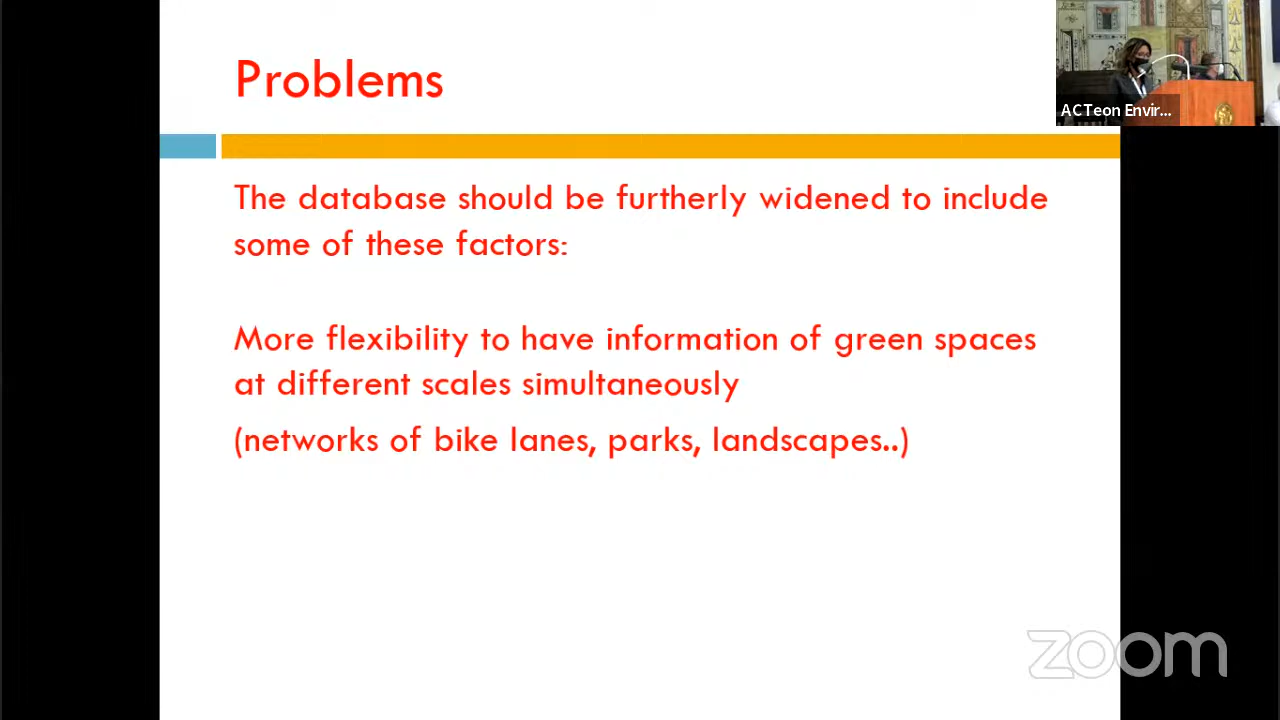 Problems
ACTeon Envir...
The database should be furtherly widened to include
some of these factors:
More flexibility to have information of green spaces
at different scales simultaneously
(networks of bike lanes, parks, landscapes..)
zoom